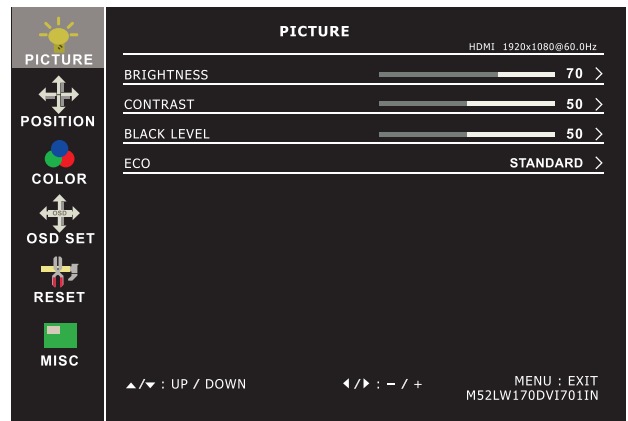 PICTURE
POSITION
COLOR
OSD
OSD SET
RESET
MISC
PICTURE
HDMI 1920x1080@60.0Hz
BRIGHTNESS 70 >
CONTRAST 50 >
BLACK LEVEL 50 >
ECO STANDARD >
▲/▼ : UP / DOWN ◀/▶ : – / + MENU : EXIT
M52LW170DVI701IN